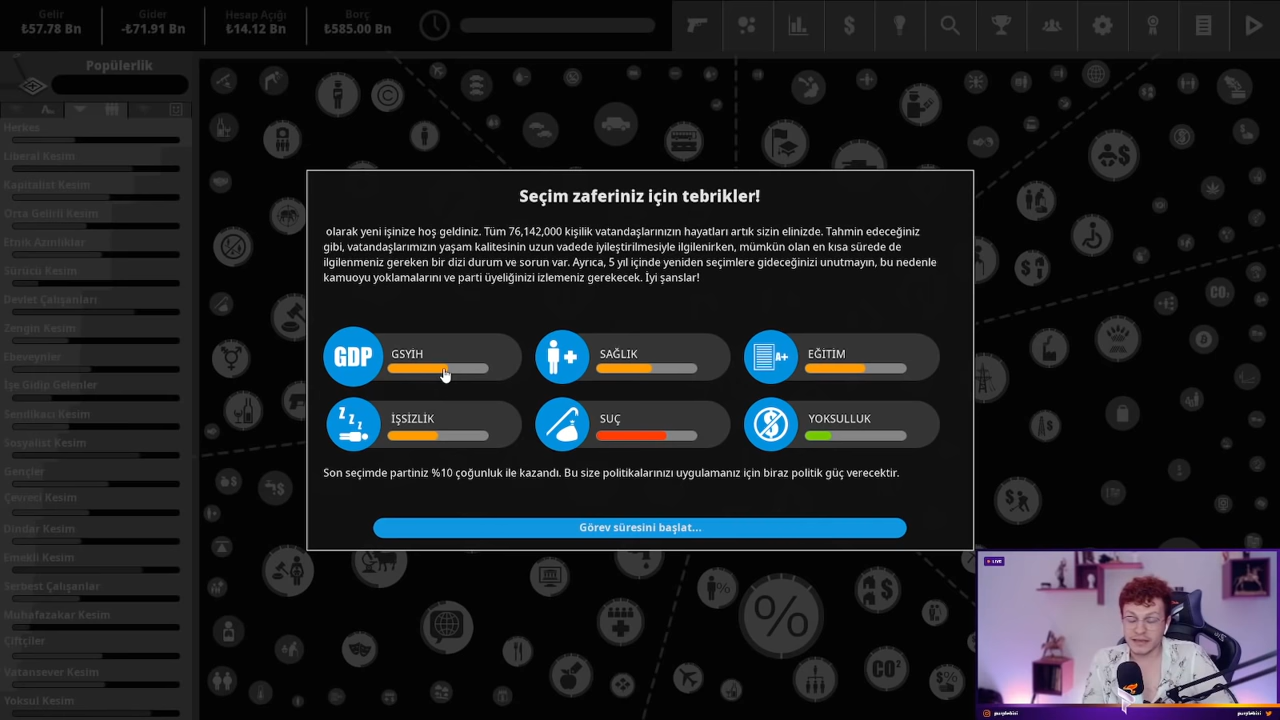 Gelir
₺57.78 Bn
Gider
-₺71.91 Bn
Hesap Açığı
₺14.12 Bn
Borç
₺585.00 Bn
Popülerlik
Herkes
Liberal Kesim
Kapitalist Kesim
Orta Gelirli Kesim
Etnik Azınlıklar
Sürücü Kesim
Devlet Çalışanları
Zengin Kesim
Ebeveynler
İşe Gidip Gelenler
Sendikacı Kesim
Sosyalist Kesim
Gençler
Çevreci Kesim
Dindar Kesim
Emekli Kesim
Serbest Çalışanlar
Muhafazakar Kesim
Çiftçiler
Vatansever Kesim
Yoksul Kesim
Seçim zaferiniz için tebrikler!
olarak yeni işinize hoş geldiniz. Tüm 76,142,000 kişilik vatandaşlarınızın hayatları artık sizin elinizde. Tahmin edeceğiniz
gibi, vatandaşlarımızın yaşam kalitesinin uzun vadede iyileştirilmesiyle ilgilenirken, mümkün olan en kısa sürede de
ilgilenmeniz gereken bir dizi durum ve sorun var. Ayrıca, 5 yıl içinde yeniden seçimlere gideceğinizi unutmayın, bu nedenle
kamuoyu yoklamalarını ve parti üyeliğinizi izlemeniz gerekecek. İyi şanslar!
GDP
GSYİH
SAĞLIK
A+
EĞİTİM
Z Z Z
İŞSİZLİK
SUÇ
YOKSULLUK
Son seçimde partiniz %10 çoğunluk ile kazandı. Bu size politikalarınızı uygulamanız için biraz politik güç verecektir.
Görev süresini başlat...
CO²
CO²
LIVE